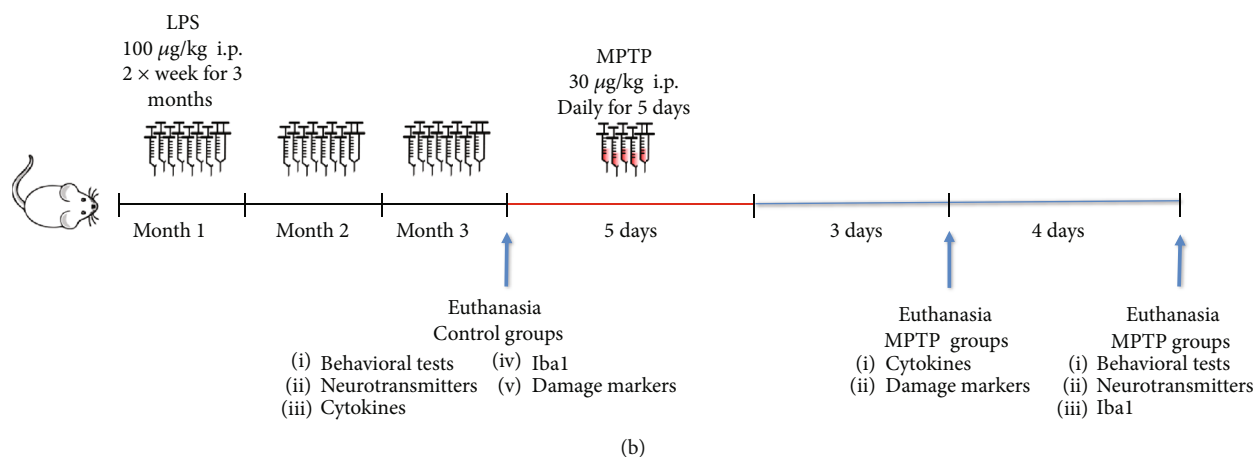 LPS
100 μg/kg i.p.
2 × week for 3
months
MPTP
30 μg/kg i.p.
Daily for 5 days
Month 1
Month 2
Month 3
5 days
3 days
4 days
Euthanasia
Control groups
(i) Behavioral tests
(ii) Neurotransmitters
(iii) Cytokines
(iv) Iba1
(v) Damage markers
Euthanasia
MPTP groups
(i) Cytokines
(ii) Damage markers
Euthanasia
MPTP groups
(i) Behavioral tests
(ii) Neurotransmitters
(iii) Iba1
(b)